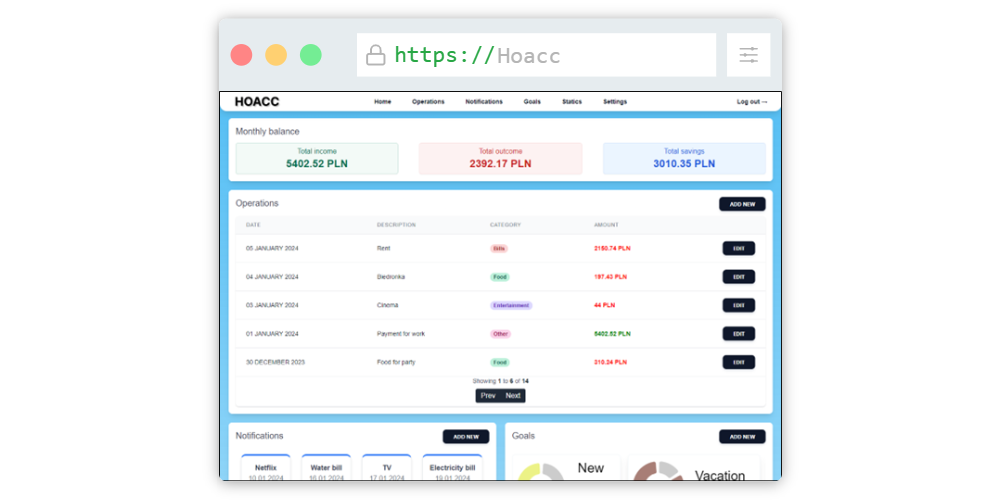 https://Hoacc
HOACC Home Operations Notifications Goals Statics Settings Log out →
Monthly balance
Total income Total outcome Total savings
5402.52 PLN 2392.17 PLN 3010.35 PLN
Operations ADD NEW
DATE DESCRIPTION CATEGORY AMOUNT
05 JANUARY 2024 Rent Bills 2150.74 PLN EDIT
04 JANUARY 2024 Biedronka Food 197.43 PLN EDIT
03 JANUARY 2024 Cinema Entertainment 44 PLN EDIT
01 JANUARY 2024 Payment for work Other 5402.52 PLN EDIT
30 DECEMBER 2023 Food for party Food PLN EDIT
Showing 1 to 6 of 14
Prev Next
Notifications ADD NEW Goals ADD NEW
Netflix Water bill TV Electricity bill New Vacation
10.01.2024 16.01.2024 17.01.2024 19.01.2024